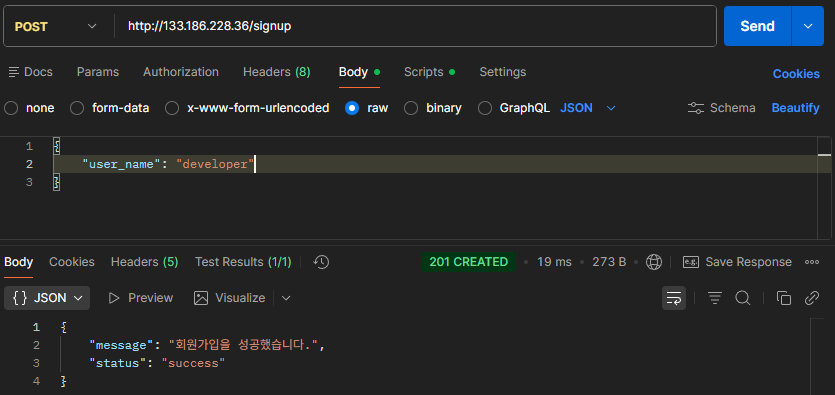 POST http://133.186.228.36/signup Send
Docs Params Authorization Headers (8) Body Scripts Settings Cookies
none form-data x-www-form-urlencoded raw binary GraphQL JSON Schema Beautify
1 {
2 "user_name": "developer"
3 }
Body Cookies Headers (5) Test Results (1/1) 201 CREATED • 19 ms • 273 B e.g. Save Response
{} JSON Preview Visualize
1 {
2 "message": "회원가입을 성공했습니다.",
3 "status": "success"
4 }